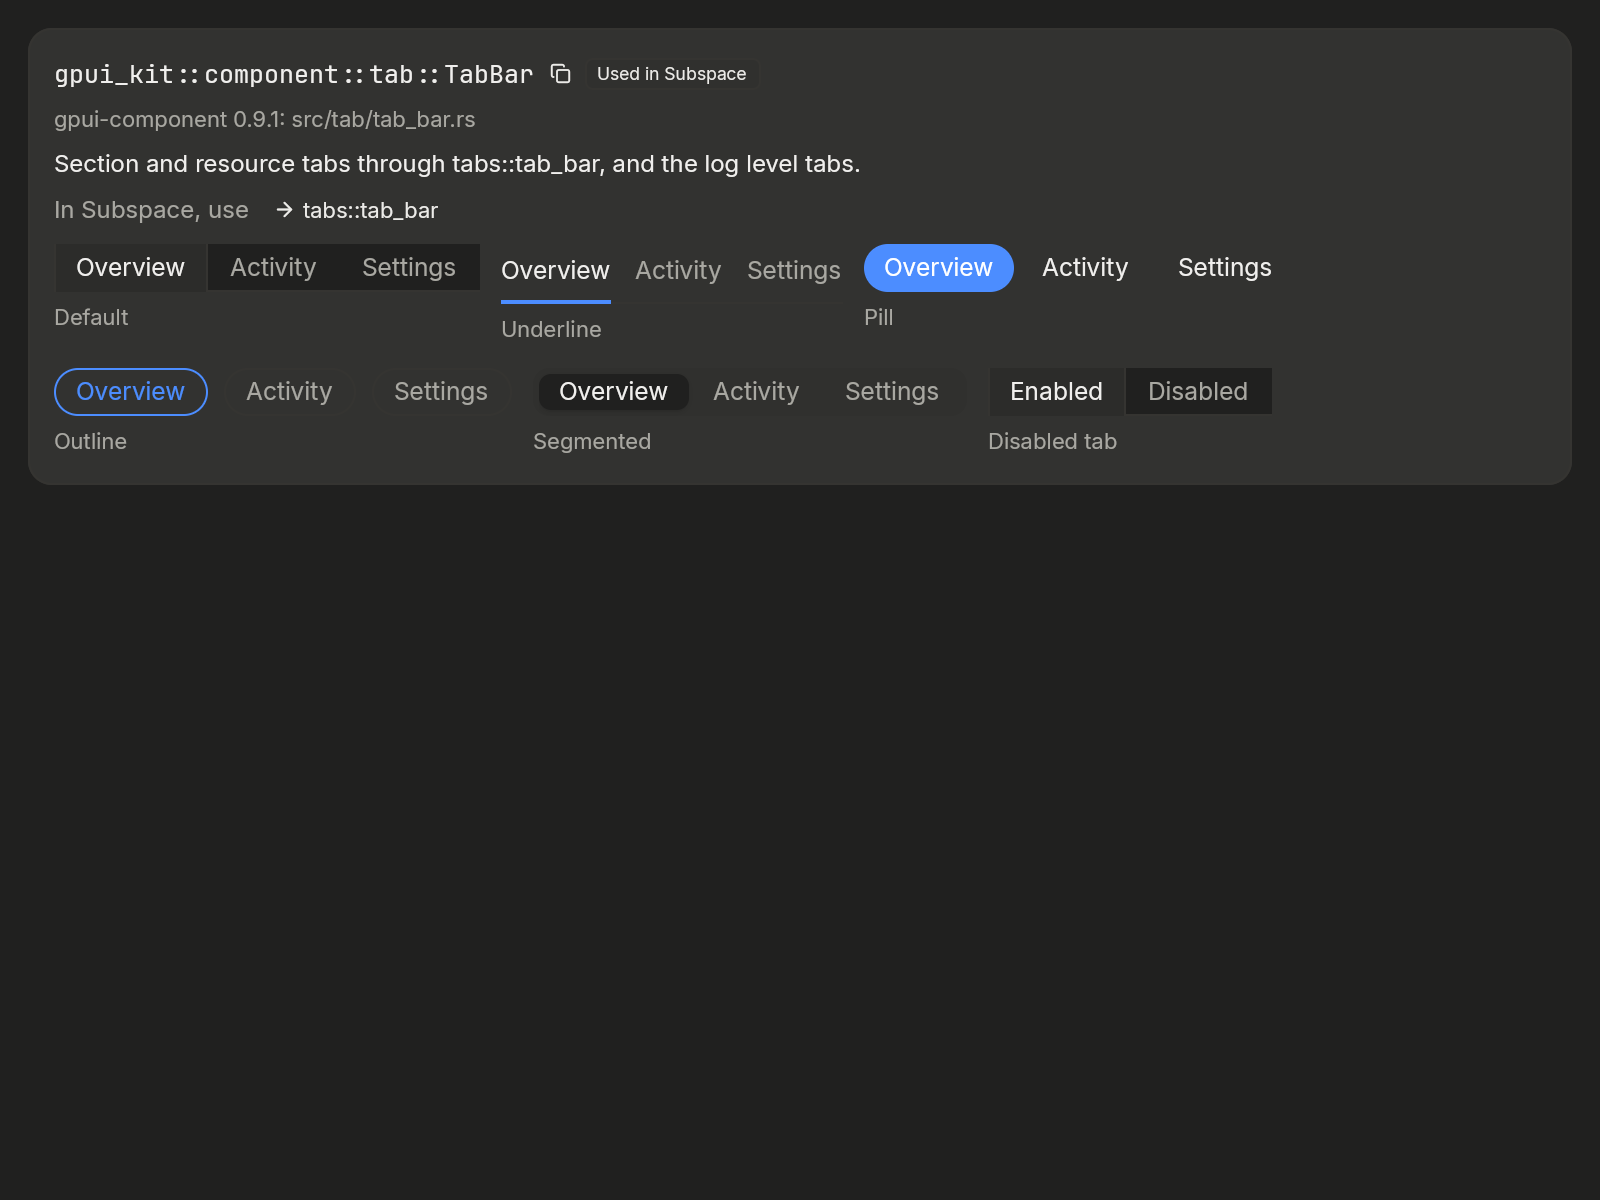 gpui_kit::component::tab::TabBar Used in Subspace
gpui-component 0.9.1: src/tab/tab_bar.rs
Section and resource tabs through tabs::tab_bar, and the log level tabs.
In Subspace, use → tabs::tab_bar
Overview Activity Settings
Default
Overview Activity Settings
Underline
Overview Activity Settings
Pill
Overview Activity Settings
Outline
Overview Activity Settings
Segmented
Enabled Disabled
Disabled tab